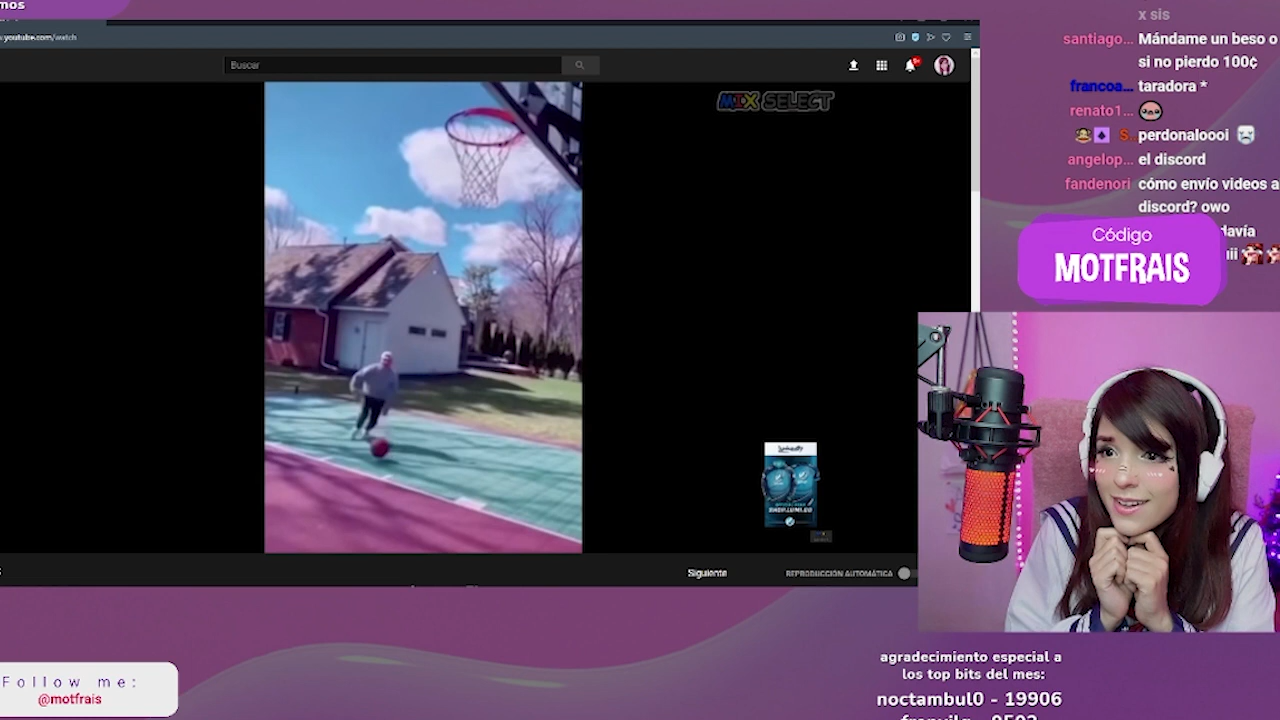 mos
youtube.com/watch
Buscar
MIX SELECT
x sis
santiago... Mándame un beso o
si no pierdo 100¢
francoa... taradora *
renato1...
S. perdonaloooi
angelop... el discord
fandenori cómo envío videos a
discord? owo
davía
Código
MOTFRAIS
Siguiente
REPRODUCCIÓN AUTOMÁTICA
Follow me:
@motfrais
agradecimiento especial a
los top bits del mes:
noctambul0 - 19906